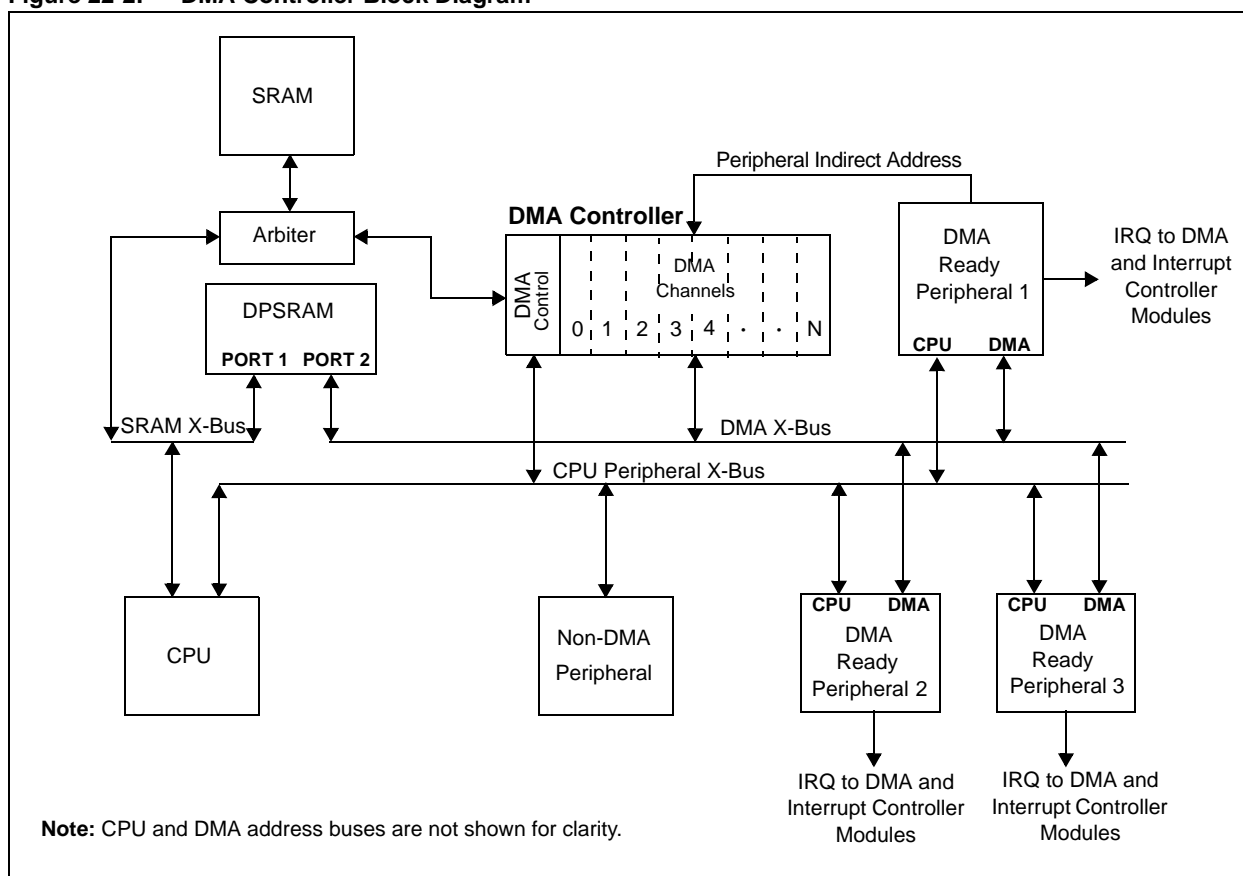 Figure 22-2: DMA Controller Block Diagram
SRAM
Peripheral Indirect Address
DMA Controller
Arbiter
DMA
Control
DMA
Channels
0 1 2 3 4 · · N
DMA
Ready
Peripheral 1
CPU DMA
IRQ to DMA
and Interrupt
Controller
Modules
DPSRAM
PORT 1 PORT 2
SRAM X-Bus
DMA X-Bus
CPU Peripheral X-Bus
CPU
Non-DMA
Peripheral
CPU DMA
DMA
Ready
Peripheral 2
CPU DMA
DMA
Ready
Peripheral 3
IRQ to DMA and
Interrupt Controller
Modules
IRQ to DMA and
Interrupt Controller
Modules
Note: CPU and DMA address buses are not shown for clarity.